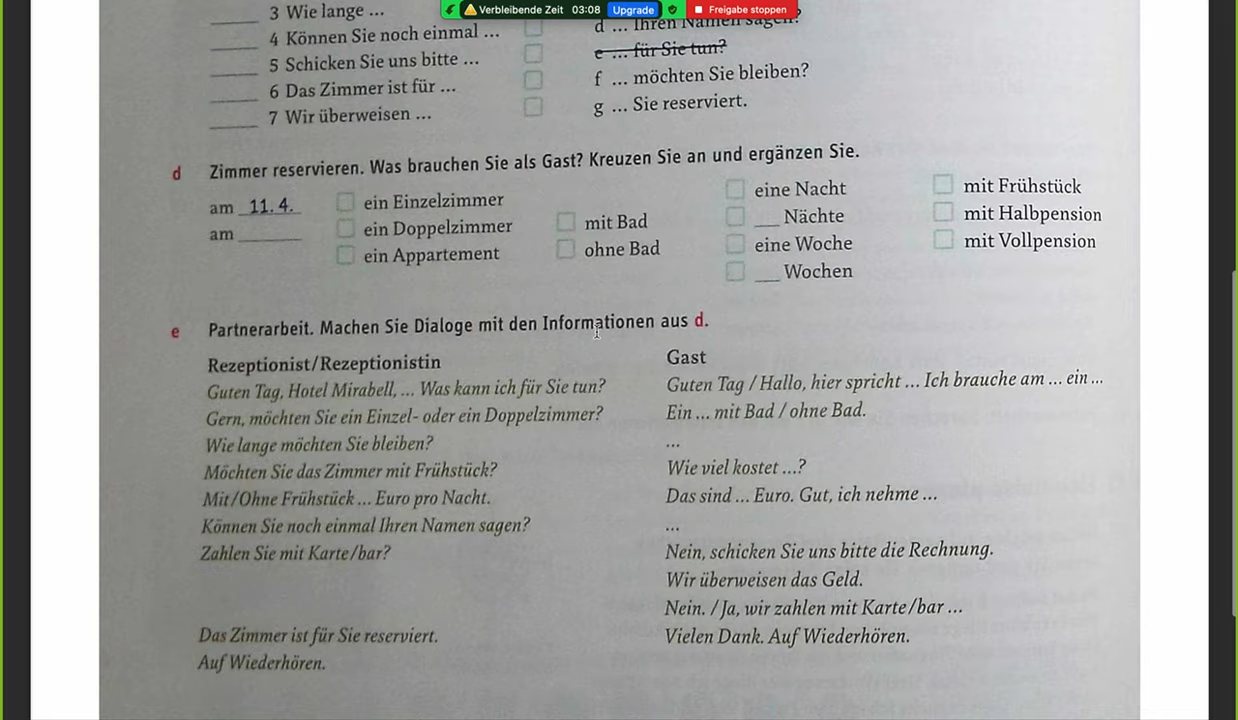 Verbleibende Zeit 03:08 Upgrade Freigabe stoppen
3 Wie lange ...
4 Können Sie noch einmal ...
5 Schicken Sie uns bitte ...
6 Das Zimmer ist für ...
7 Wir überweisen ...
d ... Ihren Namen sagen?
e ... für Sie tun?
f ... möchten Sie bleiben?
g ... Sie reserviert.
d Zimmer reservieren. Was brauchen Sie als Gast? Kreuzen Sie an und ergänzen Sie.
am 11.4.
am ______
ein Einzelzimmer
ein Doppelzimmer
ein Appartement
mit Bad
ohne Bad
eine Nacht
___ Nächte
eine Woche
___ Wochen
mit Frühstück
mit Halbpension
mit Vollpension
e Partnerarbeit. Machen Sie Dialoge mit den Informationen aus d.
Rezeptionist/Rezeptionistin
Guten Tag, Hotel Mirabell, ... Was kann ich für Sie tun?
Gern, möchten Sie ein Einzel- oder ein Doppelzimmer?
Wie lange möchten Sie bleiben?
Möchten Sie das Zimmer mit Frühstück?
Mit/Ohne Frühstück ... Euro pro Nacht.
Können Sie noch einmal Ihren Namen sagen?
Zahlen Sie mit Karte/bar?
Das Zimmer ist für Sie reserviert.
Auf Wiederhören.
Gast
Guten Tag / Hallo, hier spricht ... Ich brauche am ... ein ...
Ein ... mit Bad / ohne Bad.
...
Wie viel kostet ...?
Das sind ... Euro. Gut, ich nehme ...
...
Nein, schicken Sie uns bitte die Rechnung.
Wir überweisen das Geld.
Nein. / Ja, wir zahlen mit Karte/bar ...
Vielen Dank. Auf Wiederhören.